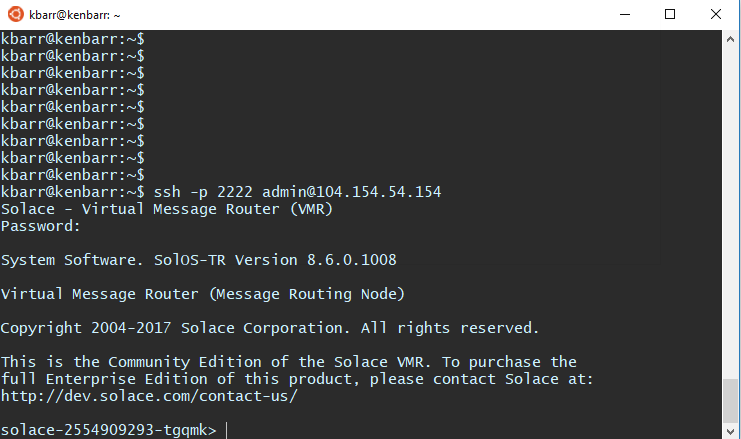 kbarr@kenbarr: ~
kbarr@kenbarr:~$
kbarr@kenbarr:~$
kbarr@kenbarr:~$
kbarr@kenbarr:~$
kbarr@kenbarr:~$
kbarr@kenbarr:~$
kbarr@kenbarr:~$
kbarr@kenbarr:~$
kbarr@kenbarr:~$
kbarr@kenbarr:~$ ssh -p 2222 admin@104.154.54.154
Solace - Virtual Message Router (VMR)
Password:
System Software. SolOS-TR Version 8.6.0.1008
Virtual Message Router (Message Routing Node)
Copyright 2004-2017 Solace Corporation. All rights reserved.
This is the Community Edition of the Solace VMR. To purchase the
full Enterprise Edition of this product, please contact Solace at:
http://dev.solace.com/contact-us/
solace-2554909293-tgqmk>